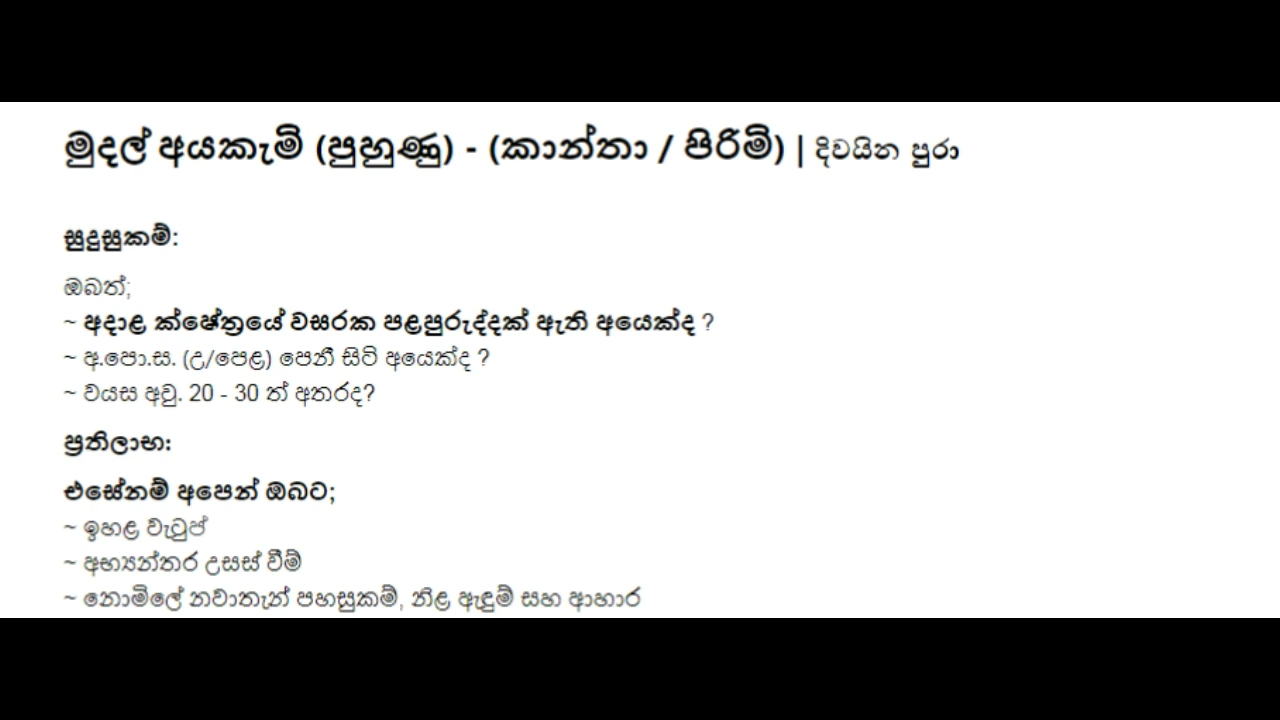 මුදල් අයකැමි (පුහුණු) - (කාන්තා / පිරිමි) | දිවයින පුරා
සුදුසුකම්:
ඔබත්;
~ අදාළ ක්ෂේත්‍රයේ වසරක පළපුරුද්දක් ඇති අයෙක්ද ?
~ අ.පො.ස. (උ/පෙළ) පෙනී සිටි අයෙක්ද ?
~ වයස අවු. 20 - 30 ත් අතරද?
ප්‍රතිලාභ:
එසේනම් අපෙන් ඔබට;
~ ඉහළ වැටුප්
~ අභ්‍යන්තර උසස් වීම්
~ නොමිලේ නවාතැන් පහසුකම්, නිළ ඇඳුම් සහ ආහාර